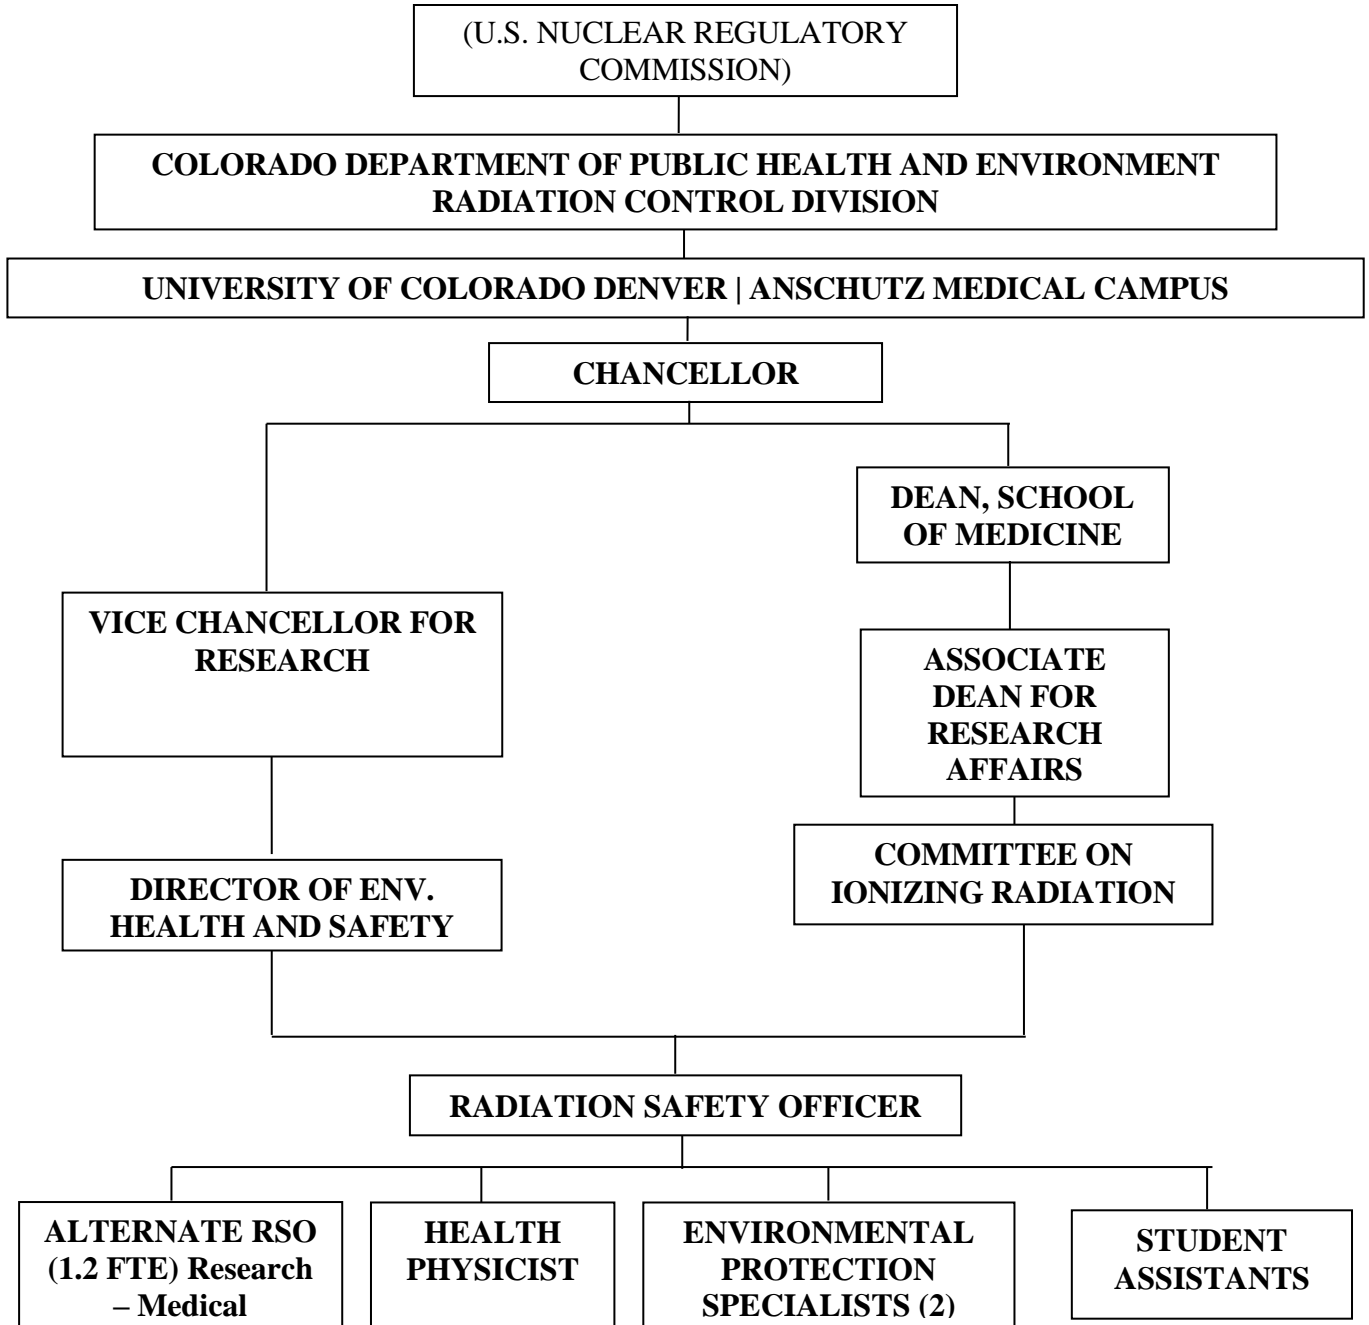 (U.S. NUCLEAR REGULATORY
COMMISSION)
COLORADO DEPARTMENT OF PUBLIC HEALTH AND ENVIRONMENT
RADIATION CONTROL DIVISION
UNIVERSITY OF COLORADO DENVER | ANSCHUTZ MEDICAL CAMPUS
CHANCELLOR
DEAN, SCHOOL
OF MEDICINE
VICE CHANCELLOR FOR
RESEARCH
ASSOCIATE
DEAN FOR
RESEARCH
AFFAIRS
COMMITTEE ON
IONIZING RADIATION
DIRECTOR OF ENV.
HEALTH AND SAFETY
RADIATION SAFETY OFFICER
ALTERNATE RSO
(1.2 FTE) Research
– Medical
HEALTH
PHYSICIST
ENVIRONMENTAL
PROTECTION
SPECIALISTS (2)
STUDENT
ASSISTANTS